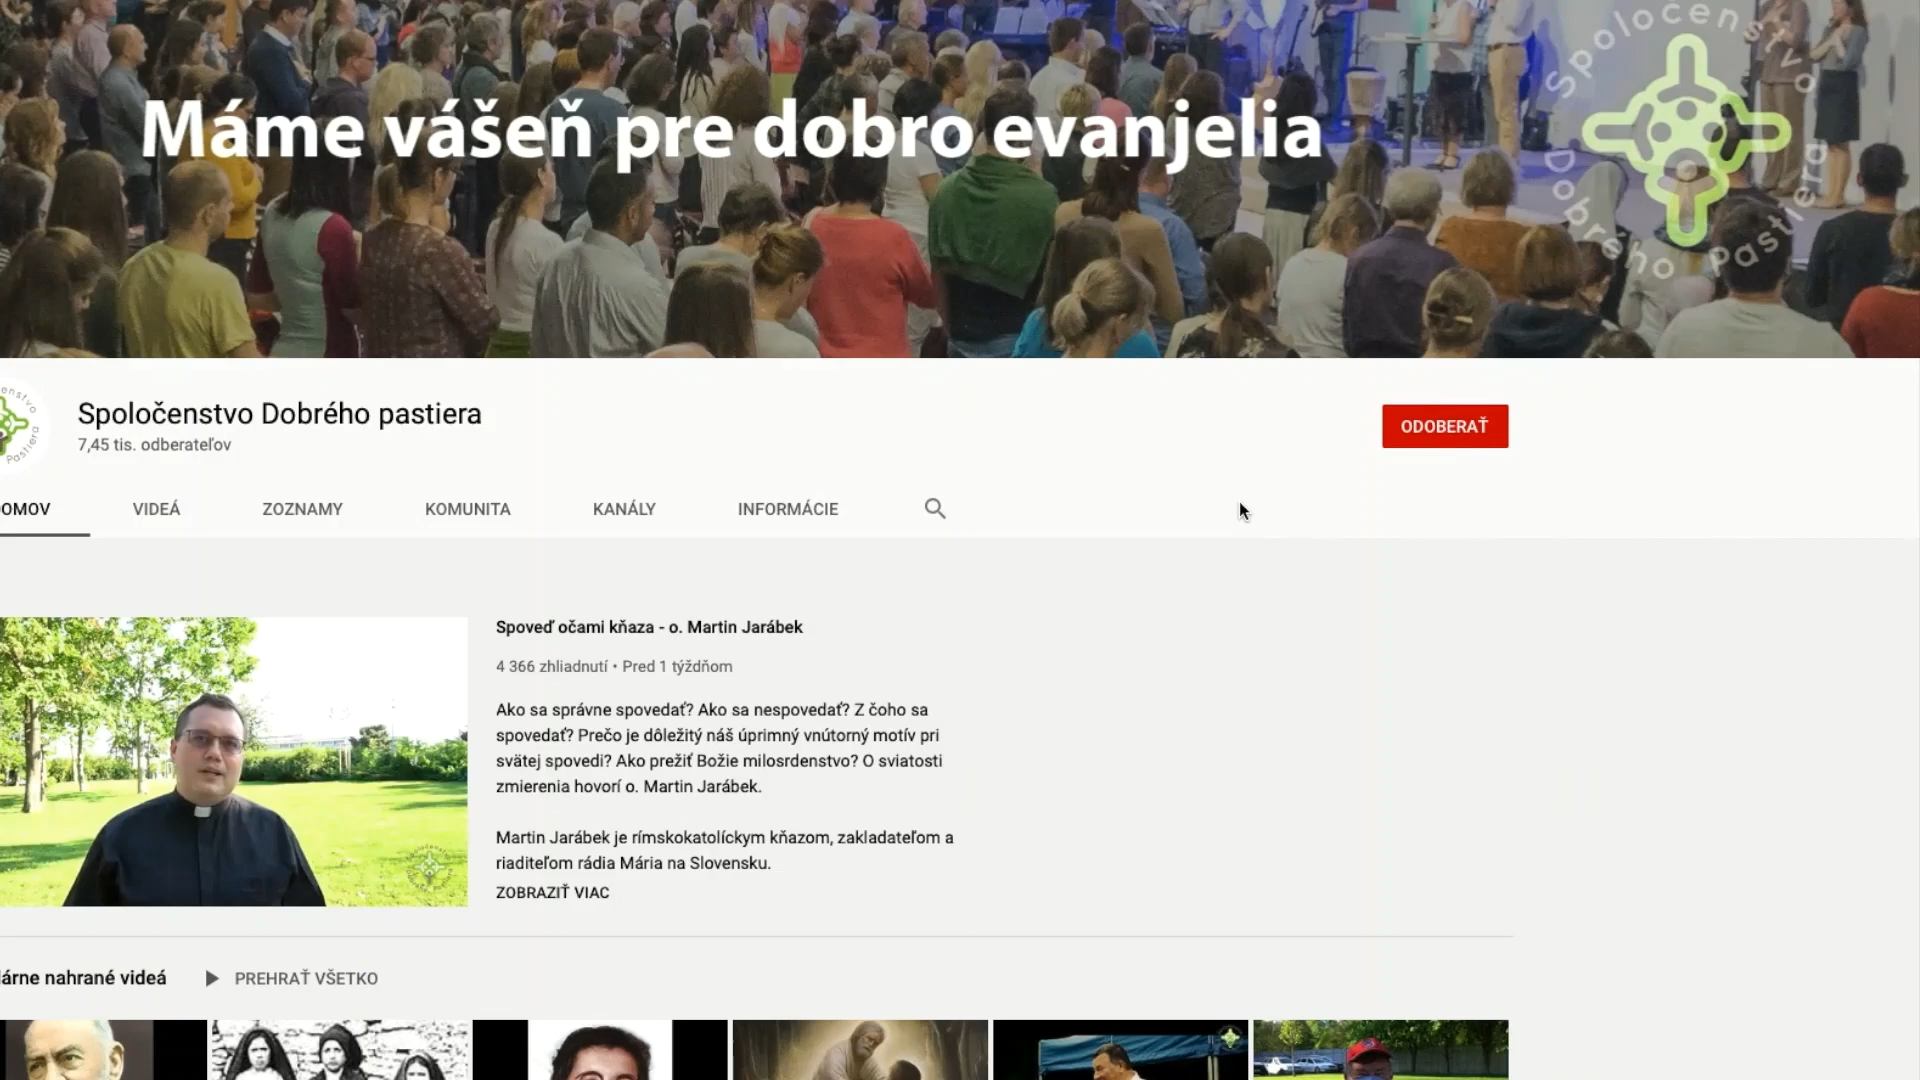 Máme vášeň pre dobro evanjelia
Spoločenstvo Dobrého Pastiera
Spoločenstvo Dobrého pastiera
7,45 tis. odberateľov
ODOBERAŤ
OMOV
VIDEÁ
ZOZNAMY
KOMUNITA
KANÁLY
INFORMÁCIE
Spoveď očami kňaza - o. Martin Jarábek
4 366 zhliadnutí • Pred 1 týždňom
Ako sa správne spovedať? Ako sa nespovedať? Z čoho sa
spovedať? Prečo je dôležitý náš úprimný vnútorný motív pri
svätej spovedi? Ako prežiť Božie milosrdenstvo? O sviatosti
zmierenia hovorí o. Martin Jarábek.
Martin Jarábek je rímskokatolíckym kňazom, zakladateľom a
riaditeľom rádia Mária na Slovensku.
ZOBRAZIŤ VIAC
lárne nahrané videá
PREHRAŤ VŠETKO